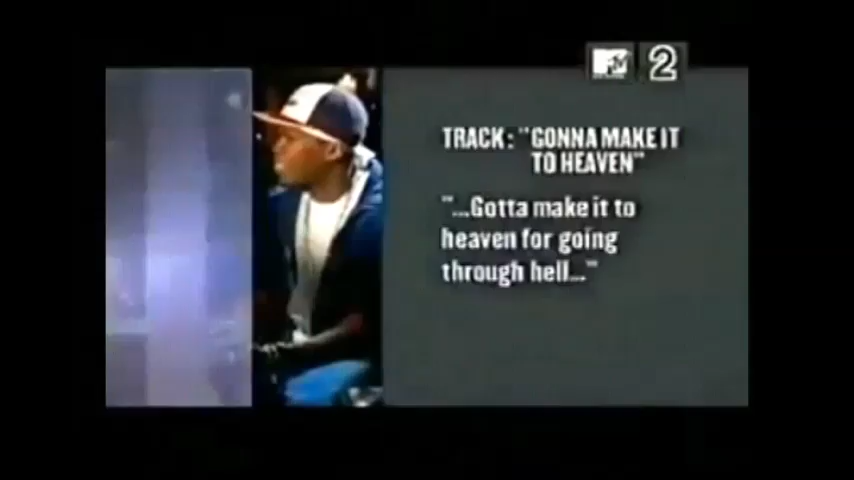 MTV 2
TRACK: "GONNA MAKE IT
TO HEAVEN"
"...Gotta make it to
heaven for going
through hell..."